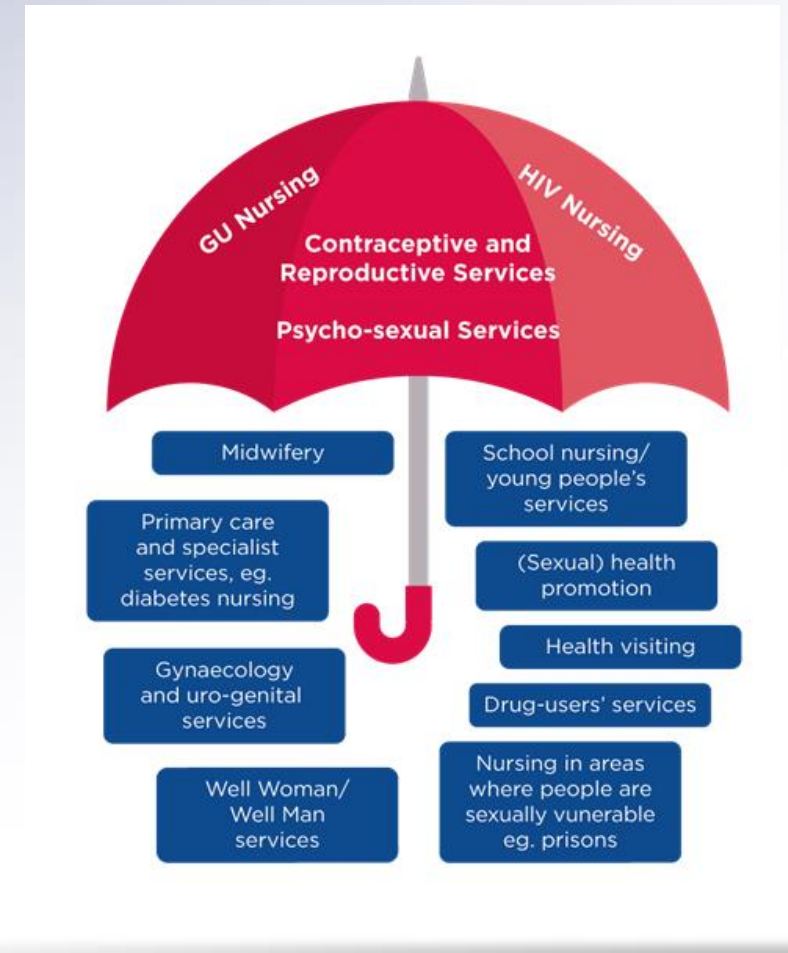 GU Nursing
HIV Nursing
Contraceptive and
Reproductive Services
Psycho-sexual Services
Midwifery
Primary care
and specialist
services, eg.
diabetes nursing
Gynaecology
and uro-genital
services
Well Woman/
Well Man
services
School nursing/
young people's
services
(Sexual) health
promotion
Health visiting
Drug-users' services
Nursing in areas
where people are
sexually vunerable
eg. prisons